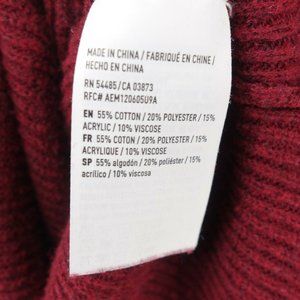 MADE IN CHINA / FABRIQUÉ EN CHINE /
HECHO EN CHINA
RN 54485 / CA 03873
RFC# AEM120605U9A
EN 55% COTTON / 20% POLYESTER / 15%
ACRYLIC / 10% VISCOSE
FR 55% COTON / 20% POLYESTER / 15%
ACRYLIQUE / 10% VISCOSE
SP 55% algodón / 20% poliéster / 15%
acrílico / 10% viscosa